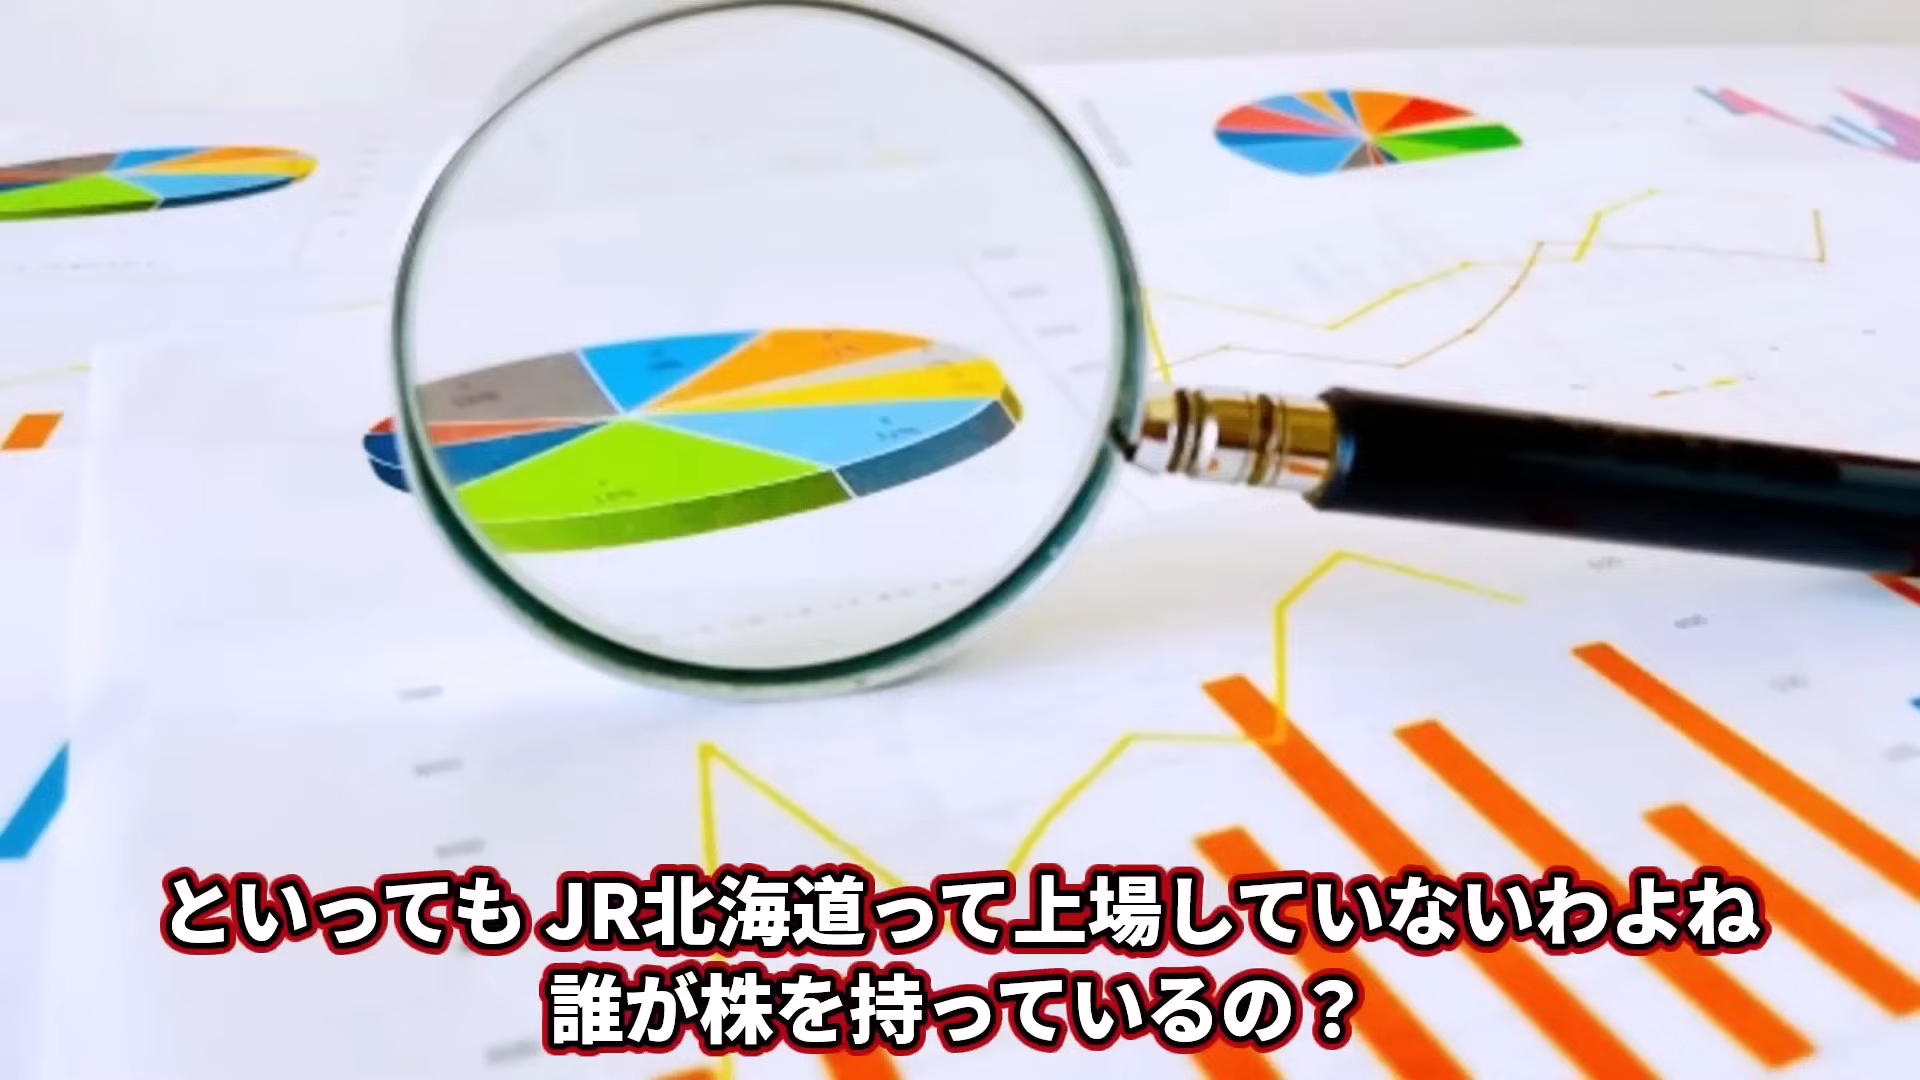 といっても JR北海道って上場していないわよね
誰が株を持っているの？